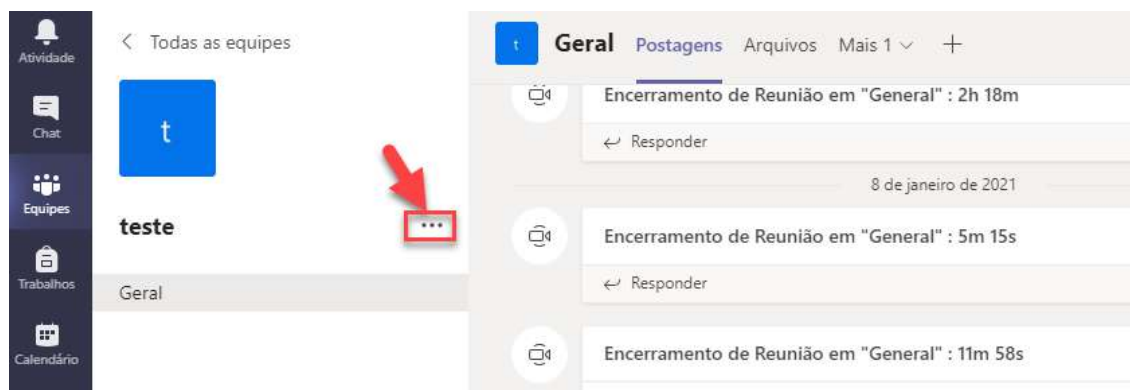 Atividade
Chat
Equipes
Trabalhos
Calendário
Todas as equipes
t
teste
...
Geral
t Geral Postagens Arquivos Mais 1
Encerramento de Reunião em "General" : 2h 18m
Responder
8 de janeiro de 2021
Encerramento de Reunião em "General" : 5m 15s
Responder
Encerramento de Reunião em "General" : 11m 58s